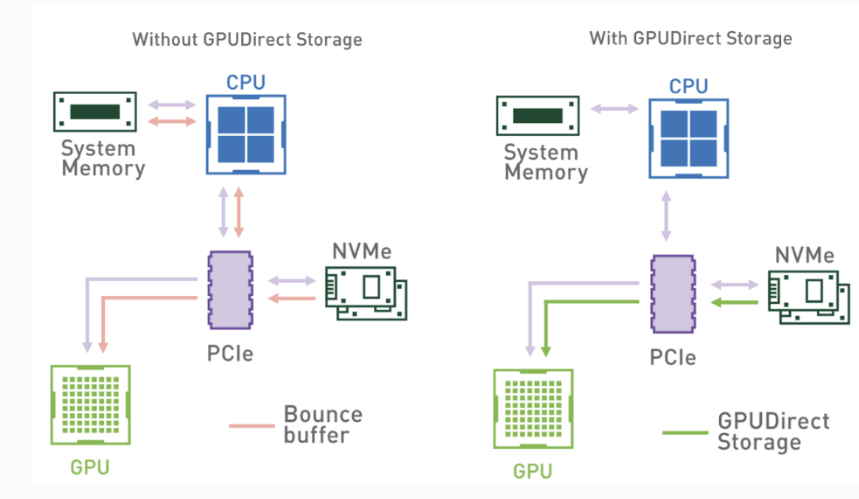 Without GPUDirect Storage
CPU
System
Memory
NVMe
PCIe
GPU
Bounce
buffer
With GPUDirect Storage
CPU
System
Memory
NVMe
PCIe
GPU
GPUDirect
Storage